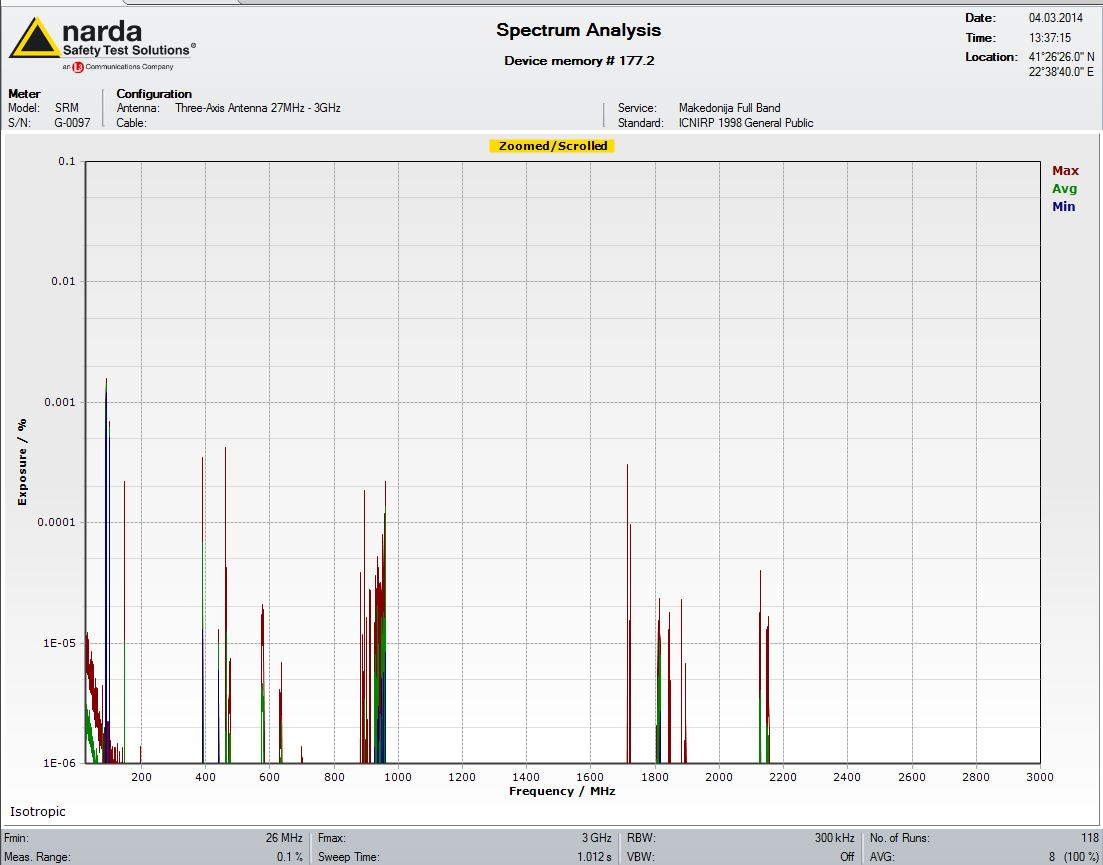 narda
Safety Test Solutions®
an L3 Communications Company
Spectrum Analysis
Device memory # 177.2
Date: 04.03.2014
Time: 13:37:15
Location: 41°26'26.0" N
22°38'40.0" E
Meter
Model: SRM
S/N: G-0097
Configuration
Antenna: Three-Axis Antenna 27MHz - 3GHz
Cable:
Service: Makedonija Full Band
Standard: ICNIRP 1998 General Public
Zoomed/Scrolled
Max
Avg
Min
0.1
0.01
0.001
0.0001
1E-05
1E-06
Exposure / %
200 400 600 800 1000 1200 1400 1600 1800 2000 2200 2400 2600 2800 3000
Frequency / MHz
Isotropic
Fmin: 26 MHz Fmax: 3 GHz RBW: 300 kHz No. of Runs: 118
Meas. Range: 0.1 % Sweep Time: 1.012 s VBW: Off AVG: 8 (100 %)